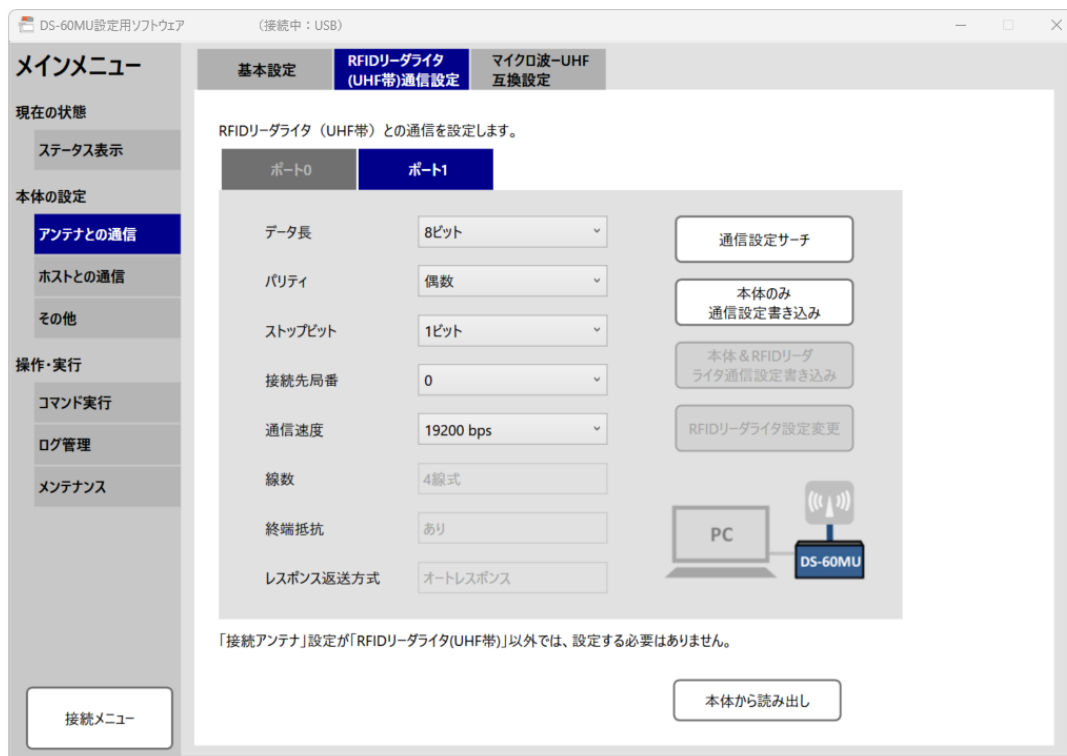 DS-60MU設定用ソフトウェア　（接続中：USB）
メインメニュー
現在の状態
ステータス表示
本体の設定
アンテナとの通信
ホストとの通信
その他
操作・実行
コマンド実行
ログ管理
メンテナンス
接続メニュー
基本設定
RFIDリーダライタ
(UHF帯)通信設定
マイクロ波ーUHF
互換設定
RFIDリーダライタ（UHF帯）との通信を設定します。
ポート0
ポート1
データ長　8ビット
パリティ　偶数
ストップビット　1ビット
接続先局番　0
通信速度　19200 bps
線数　4線式
終端抵抗　あり
レスポンス返送方式　オートレスポンス
通信設定サーチ
本体のみ
通信設定書き込み
本体＆RFIDリーダ
ライタ通信設定書き込み
RFIDリーダライタ設定変更
PC
DS-60MU
「接続アンテナ」設定が「RFIDリーダライタ(UHF帯)」以外では、設定する必要はありません。
本体から読み出し